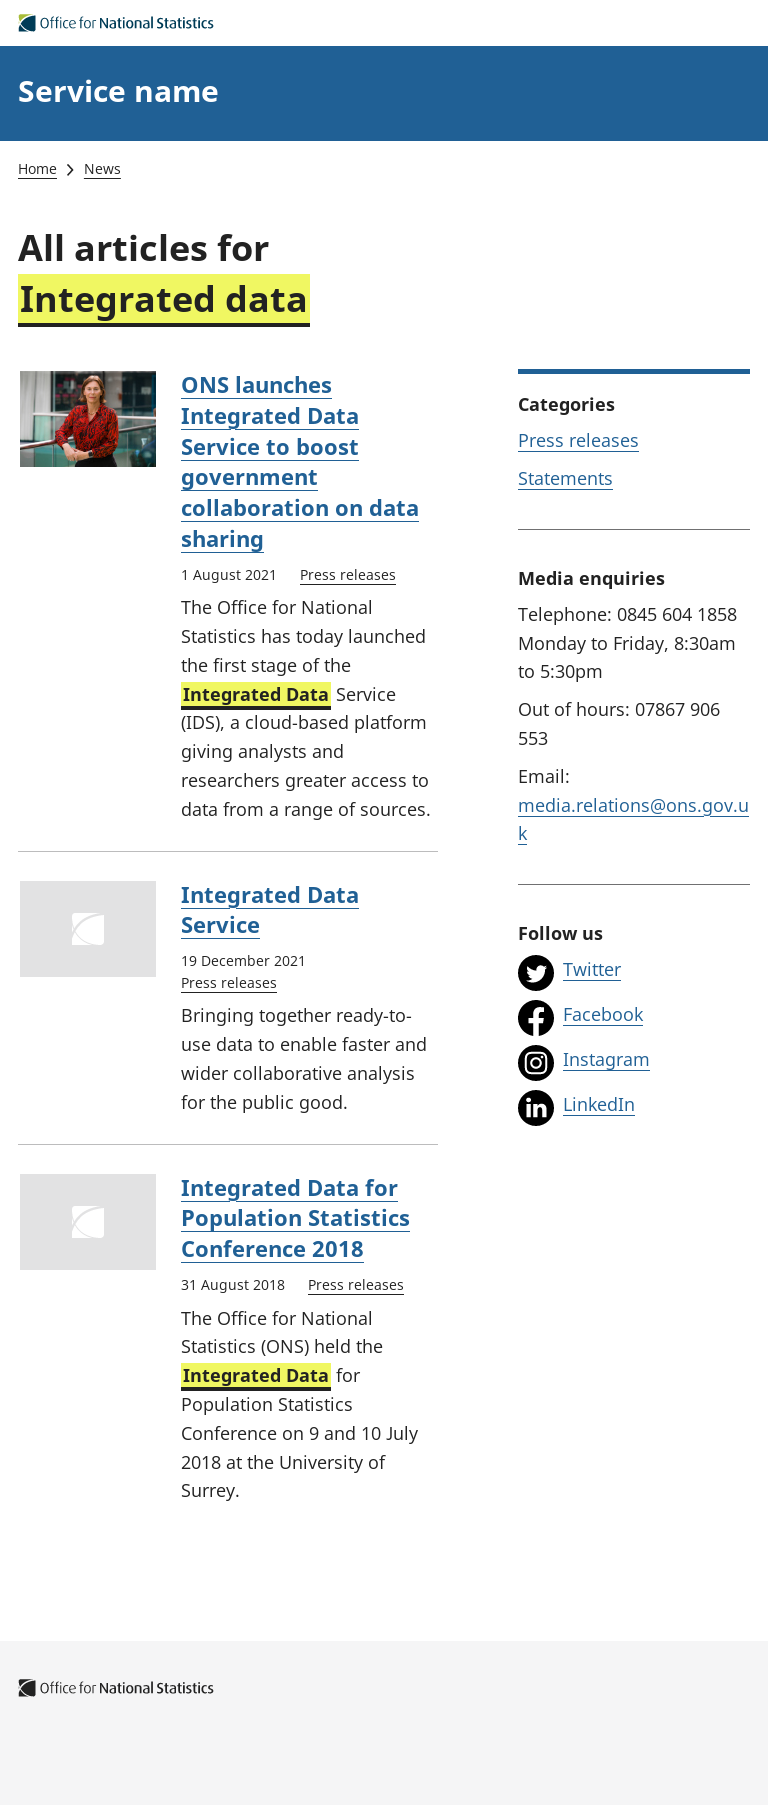 Office for National Statistics
Service name
Home
News
All articles for
Integrated data
ONS launches
Integrated Data
Service to boost
government
collaboration on data
sharing
1 August 2021 Press releases
The Office for National
Statistics has today launched
the first stage of the
Integrated Data Service
(IDS), a cloud-based platform
giving analysts and
researchers greater access to
data from a range of sources.
Integrated Data
Service
19 December 2021
Press releases
Bringing together ready-to-
use data to enable faster and
wider collaborative analysis
for the public good.
Integrated Data for
Population Statistics
Conference 2018
31 August 2018 Press releases
The Office for National
Statistics (ONS) held the
Integrated Data for
Population Statistics
Conference on 9 and 10 July
2018 at the University of
Surrey.
Categories
Press releases
Statements
Media enquiries
Telephone: 0845 604 1858
Monday to Friday, 8:30am
to 5:30pm
Out of hours: 07867 906
553
Email:
media.relations@ons.gov.u
k
Follow us
Twitter
Facebook
Instagram
LinkedIn
Office for National Statistics